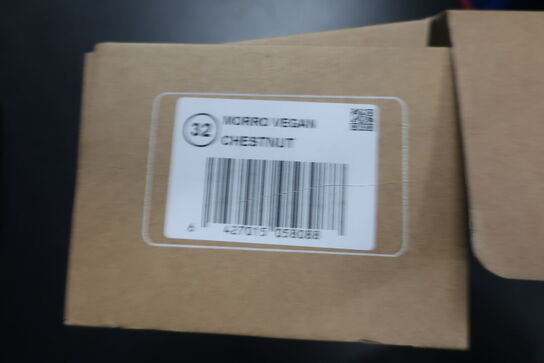 32
MORRO VEGAN
CHESTNUT
6 427015 058088